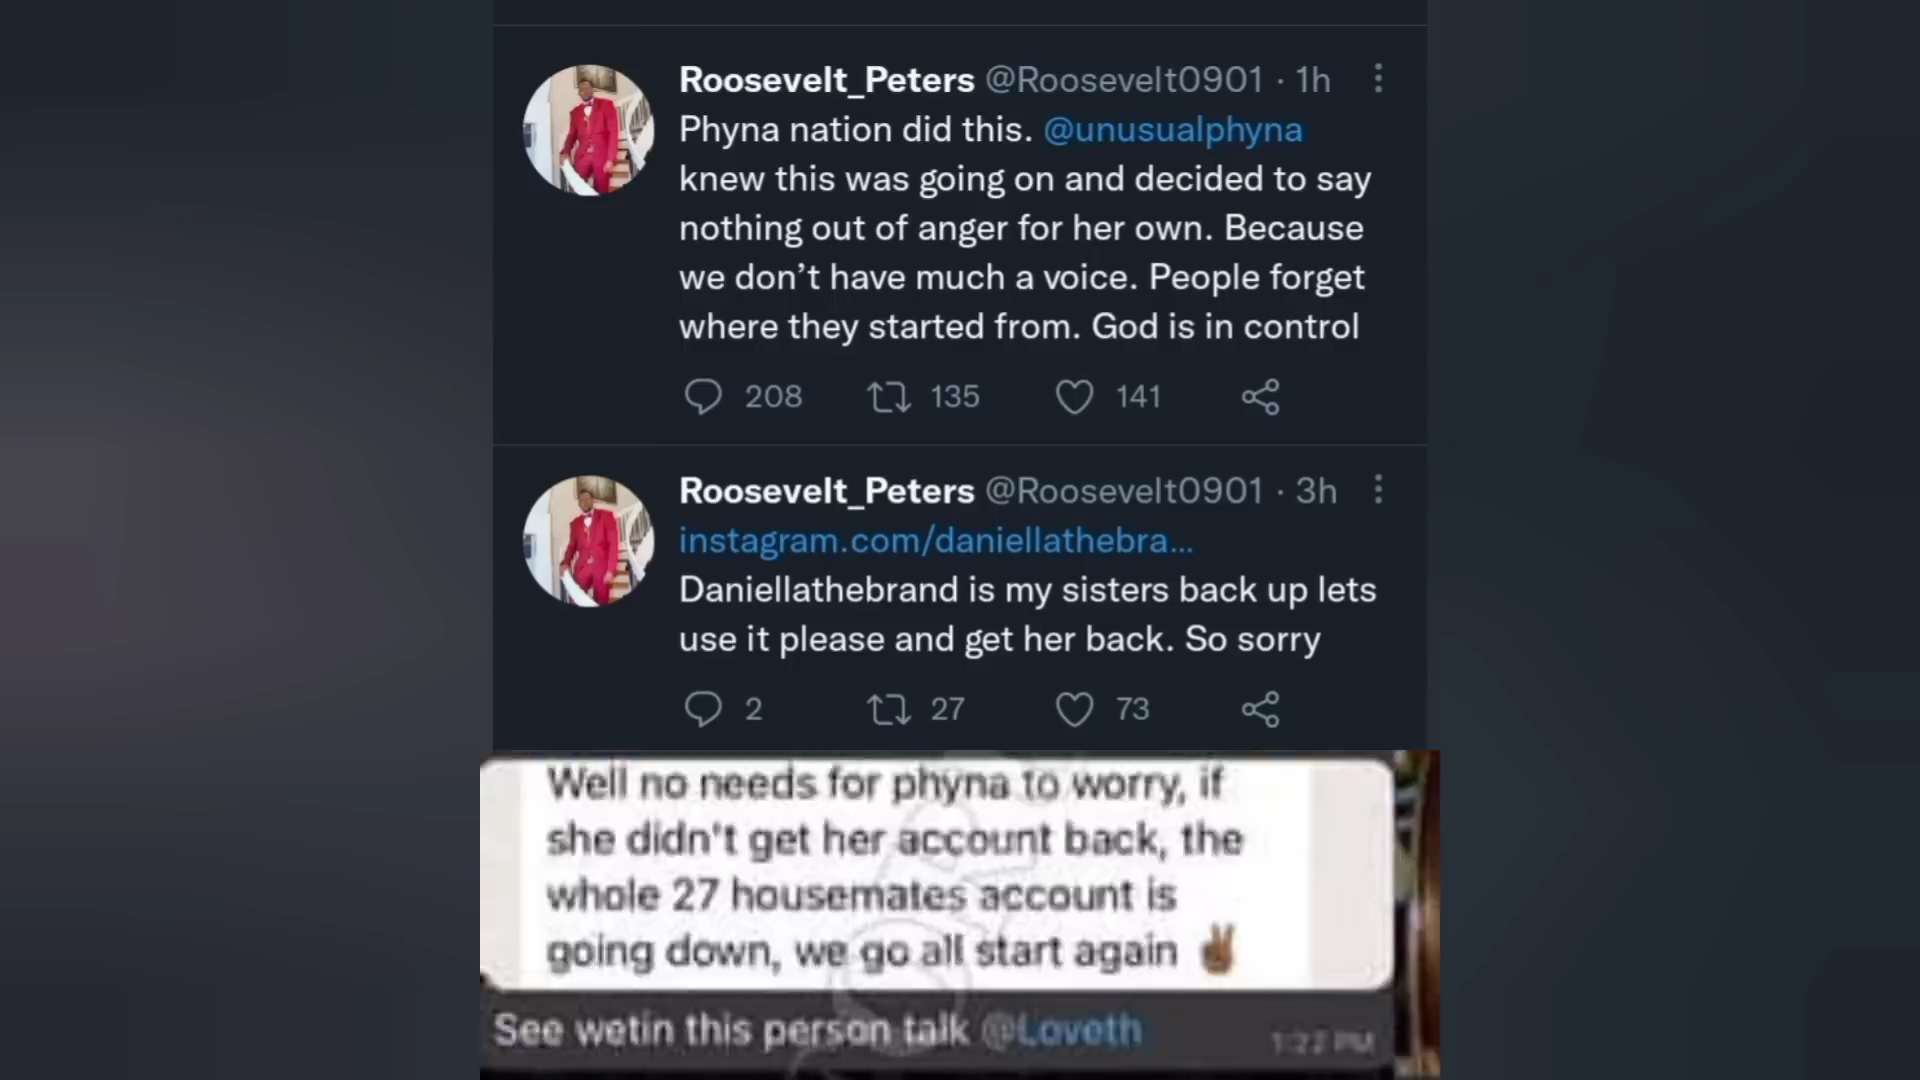 Roosevelt_Peters @Roosevelt0901 · 1h
Phyna nation did this. @unusualphyna
knew this was going on and decided to say
nothing out of anger for her own. Because
we don’t have much a voice. People forget
where they started from. God is in control
208 135 141
Roosevelt_Peters @Roosevelt0901 · 3h
instagram.com/daniellathebra...
Daniellathebrand is my sisters back up lets
use it please and get her back. So sorry
2 27 73
Well no needs for phyna to worry, if
she didn't get her account back, the
whole 27 housemates account is
going down, we go all start again ✌🏾
See wetin this person talk @Loveth
1:22 PM